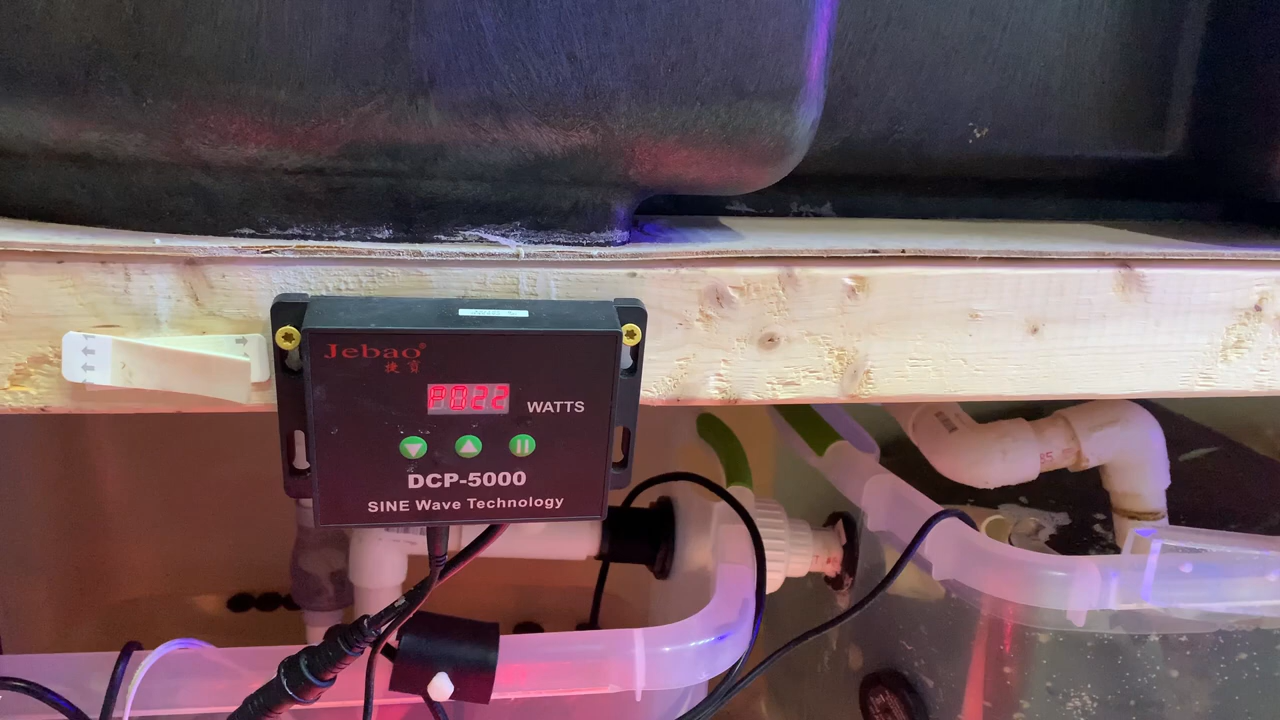 Jebao®
捷宝
P022
WATTS
DCP-5000
SINE Wave Technology